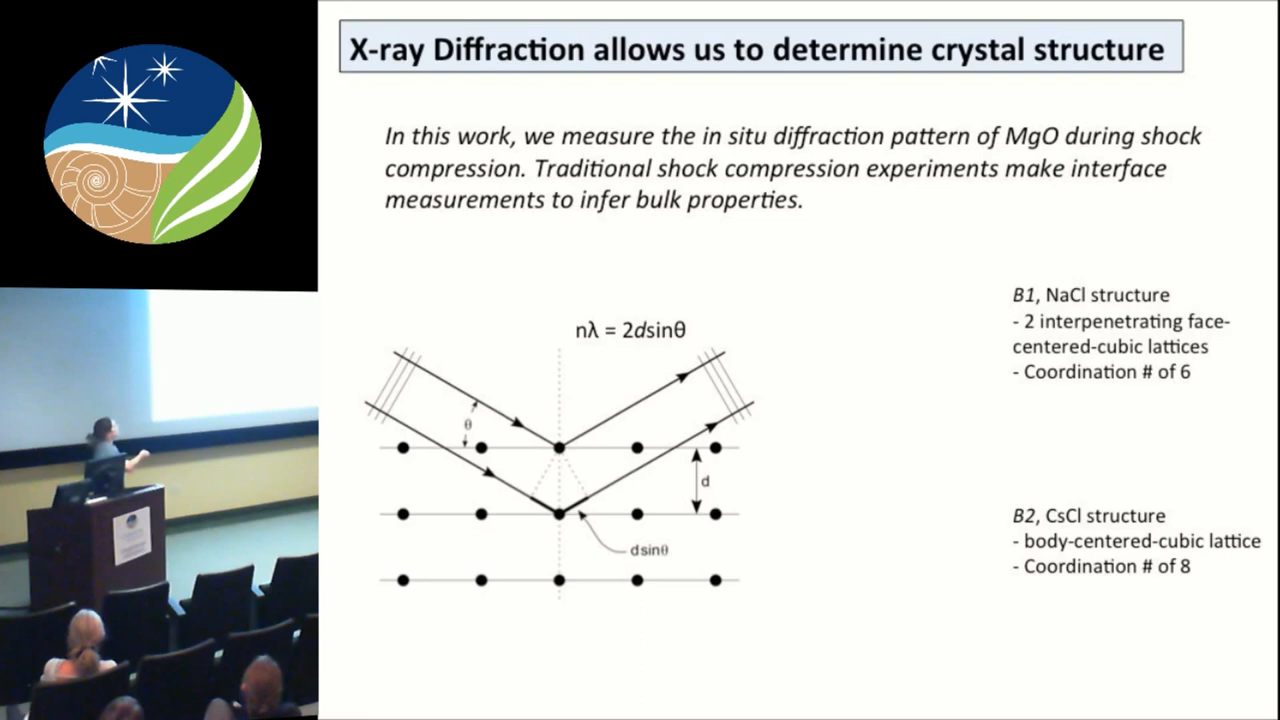 X-ray Diffraction allows us to determine crystal structure
In this work, we measure the in situ diffraction pattern of MgO during shock
compression. Traditional shock compression experiments make interface
measurements to infer bulk properties.
nλ = 2dsinθ
θ
d
dsinθ
B1, NaCl structure
- 2 interpenetrating face-
centered-cubic lattices
- Coordination # of 6
B2, CsCl structure
- body-centered-cubic lattice
- Coordination # of 8